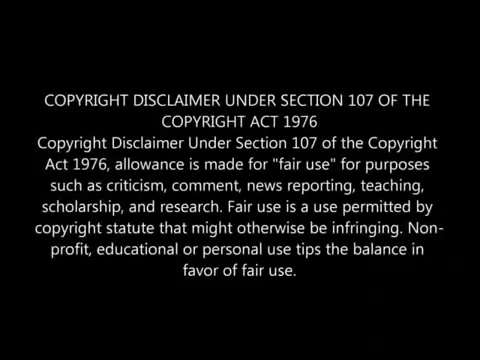 COPYRIGHT DISCLAIMER UNDER SECTION 107 OF THE
COPYRIGHT ACT 1976
Copyright Disclaimer Under Section 107 of the Copyright
Act 1976, allowance is made for "fair use" for purposes
such as criticism, comment, news reporting, teaching,
scholarship, and research. Fair use is a use permitted by
copyright statute that might otherwise be infringing. Non-
profit, educational or personal use tips the balance in
favor of fair use.